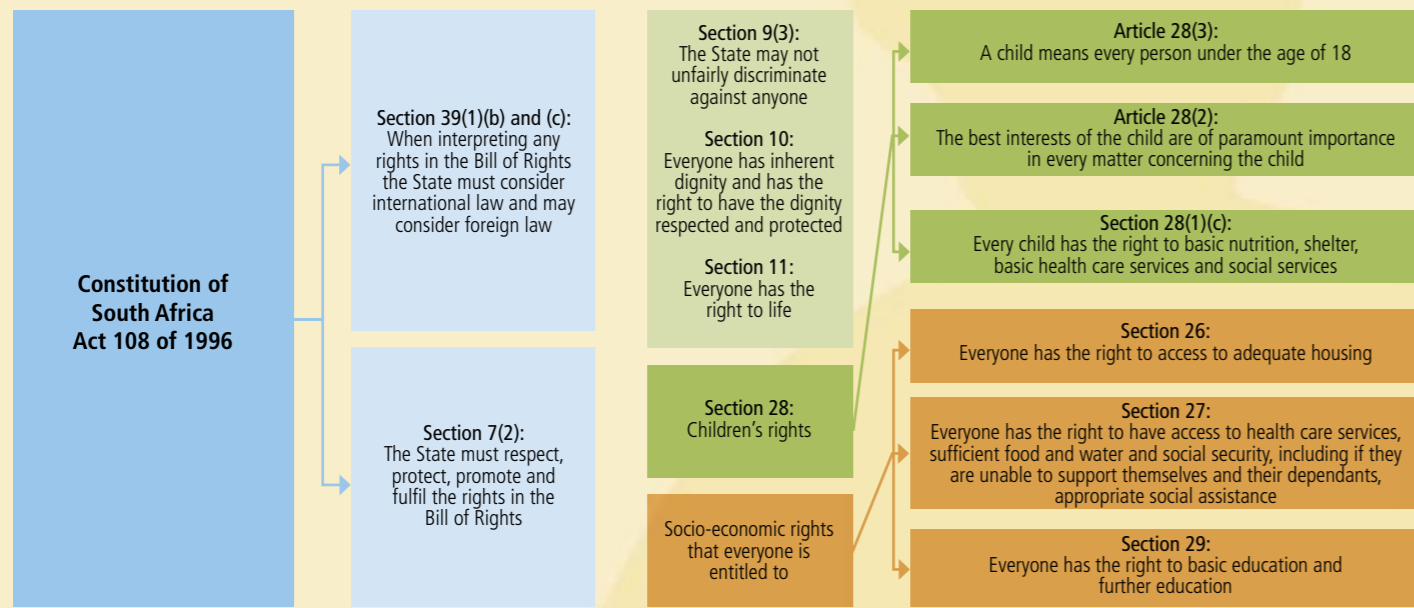 Constitution of
South Africa
Act 108 of 1996
Section 39(1)(b) and (c):
When interpreting any
rights in the Bill of Rights
the State must consider
international law and may
consider foreign law
Section 7(2):
The State must respect,
protect, promote and
fulfil the rights in the
Bill of Rights
Section 9(3):
The State may not
unfairly discriminate
against anyone
Section 10:
Everyone has inherent
dignity and has the
right to have the dignity
respected and protected
Section 11:
Everyone has the
right to life
Section 28:
Children’s rights
Socio-economic rights
that everyone is
entitled to
Article 28(3):
A child means every person under the age of 18
Article 28(2):
The best interests of the child are of paramount importance
in every matter concerning the child
Section 28(1)(c):
Every child has the right to basic nutrition, shelter,
basic health care services and social services
Section 26:
Everyone has the right to access to adequate housing
Section 27:
Everyone has the right to have access to health care services,
sufficient food and water and social security, including if they
are unable to support themselves and their dependants,
appropriate social assistance
Section 29:
Everyone has the right to basic education and
further education